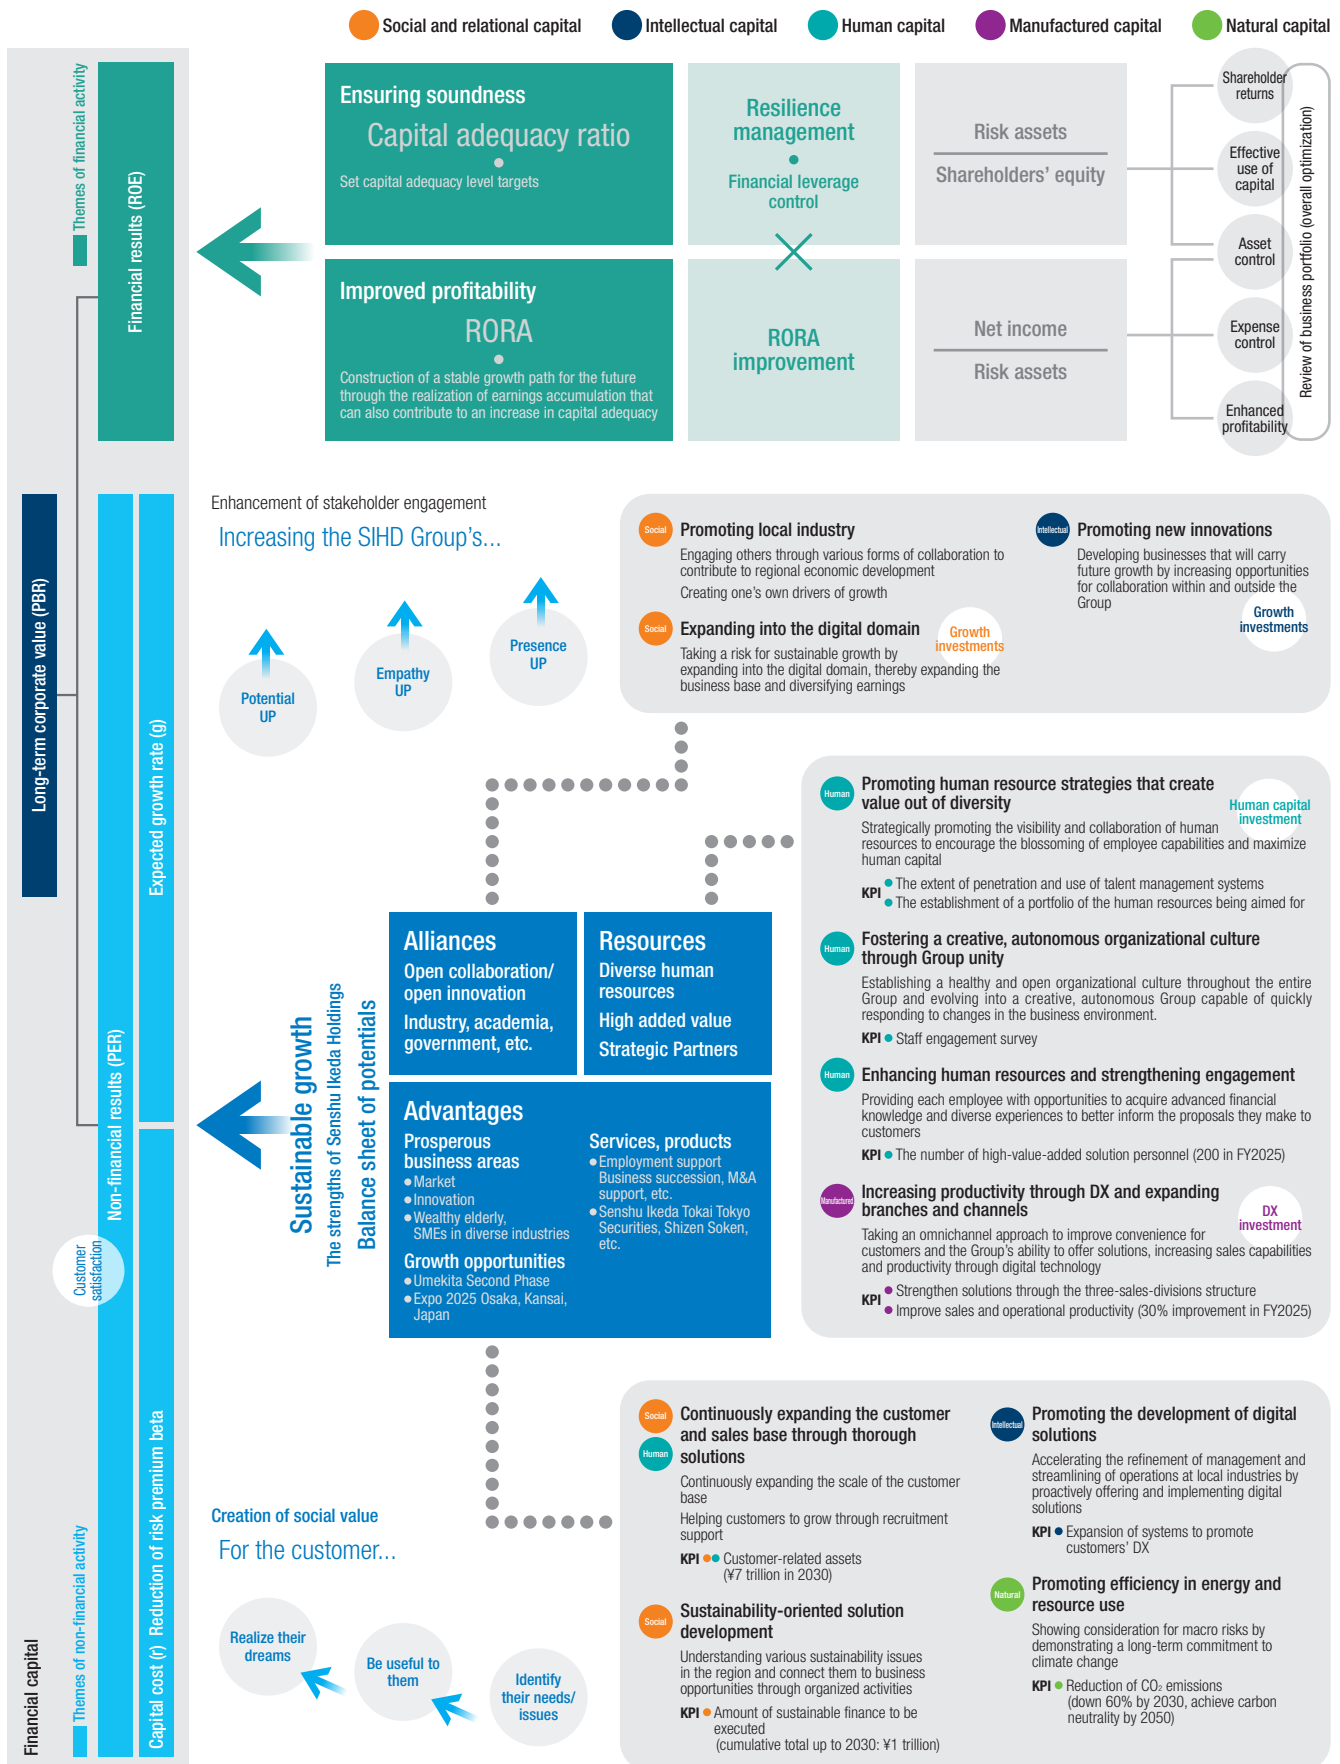 Social and relational capital
Intellectual capital
Human capital
Manufactured capital
Natural capital
Themes of financial activity
Financial results (ROE)
Ensuring soundness
Capital adequacy ratio
Set capital adequacy level targets
Resilience
management
Financial leverage
control
Risk assets
Shareholders' equity
Improved profitability
RORA
Construction of a stable growth path for the future
through the realization of earnings accumulation that
can also contribute to an increase in capital adequacy
RORA
improvement
Net income
Risk assets
Shareholder
returns
Effective
use of
capital
Asset
control
Expense
control
Enhanced
profitability
Review of business portfolio (overall optimization)
Long-term corporate value (PBR)
Non-financial results (PER)
Expected growth rate (g)
Customer
satisfaction
Capital cost (r) Reduction of risk premium beta
Themes of non-financial activity
Financial capital
Enhancement of stakeholder engagement
Increasing the SIHD Group's...
Potential
UP
Empathy
UP
Presence
UP
Social
Promoting local industry
Engaging others through various forms of collaboration to
contribute to regional economic development
Creating one's own drivers of growth
Social
Expanding into the digital domain
Taking a risk for sustainable growth by
expanding into the digital domain, thereby expanding the
business base and diversifying earnings
Growth
investments
Intellectual
Promoting new innovations
Developing businesses that will carry
future growth by increasing opportunities
for collaboration within and outside the
Group
Growth
investments
Human
Promoting human resource strategies that create
value out of diversity
Human capital
investment
Strategically promoting the visibility and collaboration of human
resources to encourage the blossoming of employee capabilities and maximize
human capital
KPI
The extent of penetration and use of talent management systems
The establishment of a portfolio of the human resources being aimed for
Human
Fostering a creative, autonomous organizational culture
through Group unity
Establishing a healthy and open organizational culture throughout the entire
Group and evolving into a creative, autonomous Group capable of quickly
responding to changes in the business environment.
KPI ● Staff engagement survey
Human
Enhancing human resources and strengthening engagement
Providing each employee with opportunities to acquire advanced financial
knowledge and diverse experiences to better inform the proposals they make to
customers
KPI ● The number of high-value-added solution personnel (200 in FY2025)
Manufactured
Increasing productivity through DX and expanding
branches and channels
DX
investment
Taking an omnichannel approach to improve convenience for
customers and the Group's ability to offer solutions, increasing sales capabilities
and productivity through digital technology
KPI
● Strengthen solutions through the three-sales-divisions structure
● Improve sales and operational productivity (30% improvement in FY2025)
Sustainable growth
The strengths of Senshu Ikeda Holdings
Balance sheet of potentials
Alliances
Open collaboration/
open innovation
Industry, academia,
government, etc.
Resources
Diverse human
resources
High added value
Strategic Partners
Advantages
Prosperous
business areas
● Market
● Innovation
● Wealthy elderly,
SMEs in diverse industries
Growth opportunities
● Umekita Second Phase
● Expo 2025 Osaka, Kansai,
Japan
Services, products
● Employment support
Business succession, M&A
support, etc.
● Senshu Ikeda Tokai Tokyo
Securities, Shizen Soken,
etc.
Creation of social value
For the customer...
Realize their
dreams
Be useful to
them
Identify
their needs/
issues
Social
Human
Continuously expanding the customer
and sales base through thorough
solutions
Continuously expanding the scale of the customer
base
Helping customers to grow through recruitment
support
KPI ●● Customer-related assets
(¥7 trillion in 2030)
Social
Sustainability-oriented solution
development
Understanding various sustainability issues
in the region and connect them to business
opportunities through organized activities
KPI ● Amount of sustainable finance to be
executed
(cumulative total up to 2030: ¥1 trillion)
Intellectual
Promoting the development of digital
solutions
Accelerating the refinement of management and
streamlining of operations at local industries by
proactively offering and implementing digital
solutions
KPI ● Expansion of systems to promote
customers' DX
Natural
Promoting efficiency in energy and
resource use
Showing consideration for macro risks by
demonstrating a long-term commitment to
climate change
KPI ● Reduction of CO₂ emissions
(down 60% by 2030, achieve carbon
neutrality by 2050)